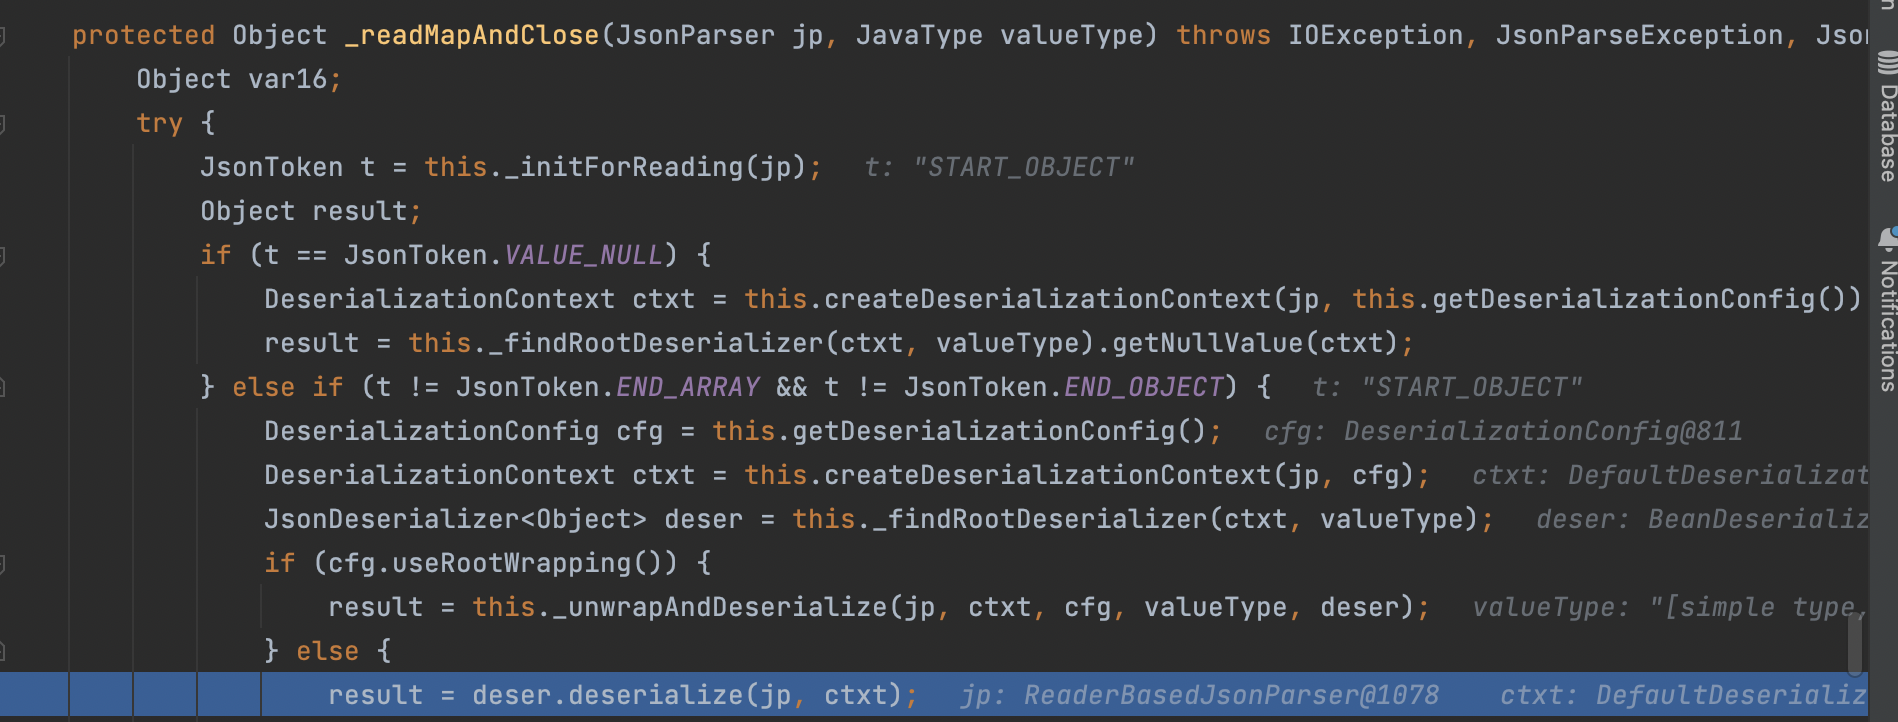 protected Object _readMapAndClose(JsonParser jp, JavaType valueType) throws IOException, JsonParseException, Json
Object var16;
try {
JsonToken t = this._initForReading(jp); t: "START_OBJECT"
Object result;
if (t == JsonToken.VALUE_NULL) {
DeserializationContext ctxt = this.createDeserializationContext(jp, this.getDeserializationConfig())
result = this._findRootDeserializer(ctxt, valueType).getNullValue(ctxt);
} else if (t != JsonToken.END_ARRAY && t != JsonToken.END_OBJECT) { t: "START_OBJECT"
DeserializationConfig cfg = this.getDeserializationConfig(); cfg: DeserializationConfig@811
DeserializationContext ctxt = this.createDeserializationContext(jp, cfg); ctxt: DefaultDeserializat
JsonDeserializer<Object> deser = this._findRootDeserializer(ctxt, valueType); deser: BeanDeserializ
if (cfg.useRootWrapping()) {
result = this._unwrapAndDeserialize(jp, ctxt, cfg, valueType, deser); valueType: "[simple type,
} else {
result = deser.deserialize(jp, ctxt); jp: ReaderBasedJsonParser@1078 ctxt: DefaultDeserializ
Database
Notifications